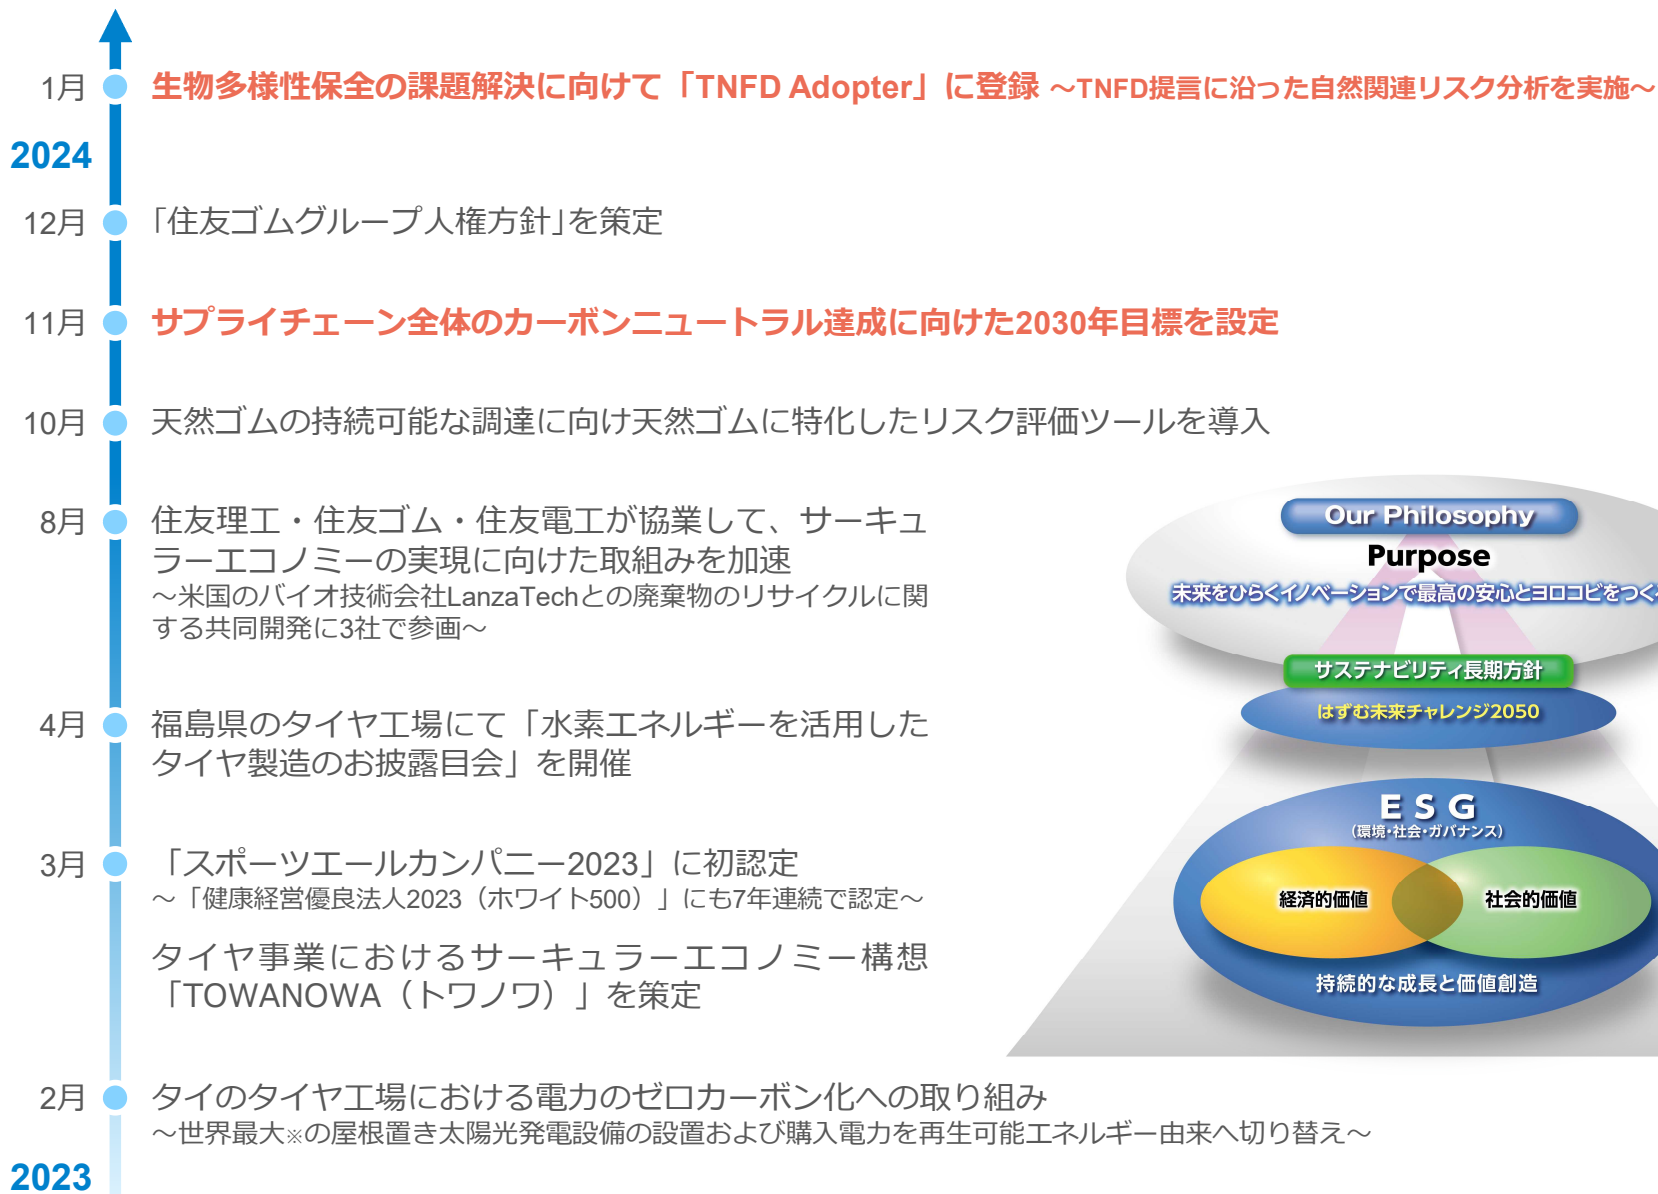 1月
生物多様性保全の課題解決に向けて「TNFD Adopter」に登録 ～TNFD提言に沿った自然関連リスク分析を実施～
2024
12月
「住友ゴムグループ人権方針」を策定
11月
サプライチェーン全体のカーボンニュートラル達成に向けた2030年目標を設定
10月
天然ゴムの持続可能な調達に向け天然ゴムに特化したリスク評価ツールを導入
8月
住友理工・住友ゴム・住友電工が協業して、サーキュ
ラーエコノミーの実現に向けた取組みを加速
～米国のバイオ技術会社LanzaTechとの廃棄物のリサイクルに関
する共同開発に3社で参画～
4月
福島県のタイヤ工場にて「水素エネルギーを活用した
タイヤ製造のお披露目会」を開催
3月
「スポーツエールカンパニー2023」に初認定
～「健康経営優良法人2023（ホワイト500）」にも7年連続で認定～
タイヤ事業におけるサーキュラーエコノミー構想
「TOWANOWA（トワノワ）」を策定
2月
タイのタイヤ工場における電力のゼロカーボン化への取り組み
～世界最大※の屋根置き太陽光発電設備の設置および購入電力を再生可能エネルギー由来へ切り替え～
2023
Our Philosophy
Purpose
未来をひらくイノベーションで最高の安心とヨロコビをつく
サステナビリティ長期方針
はずむ未来チャレンジ2050
ESG
（環境・社会・ガバナンス）
経済的価値
社会的価値
持続的な成長と価値創造